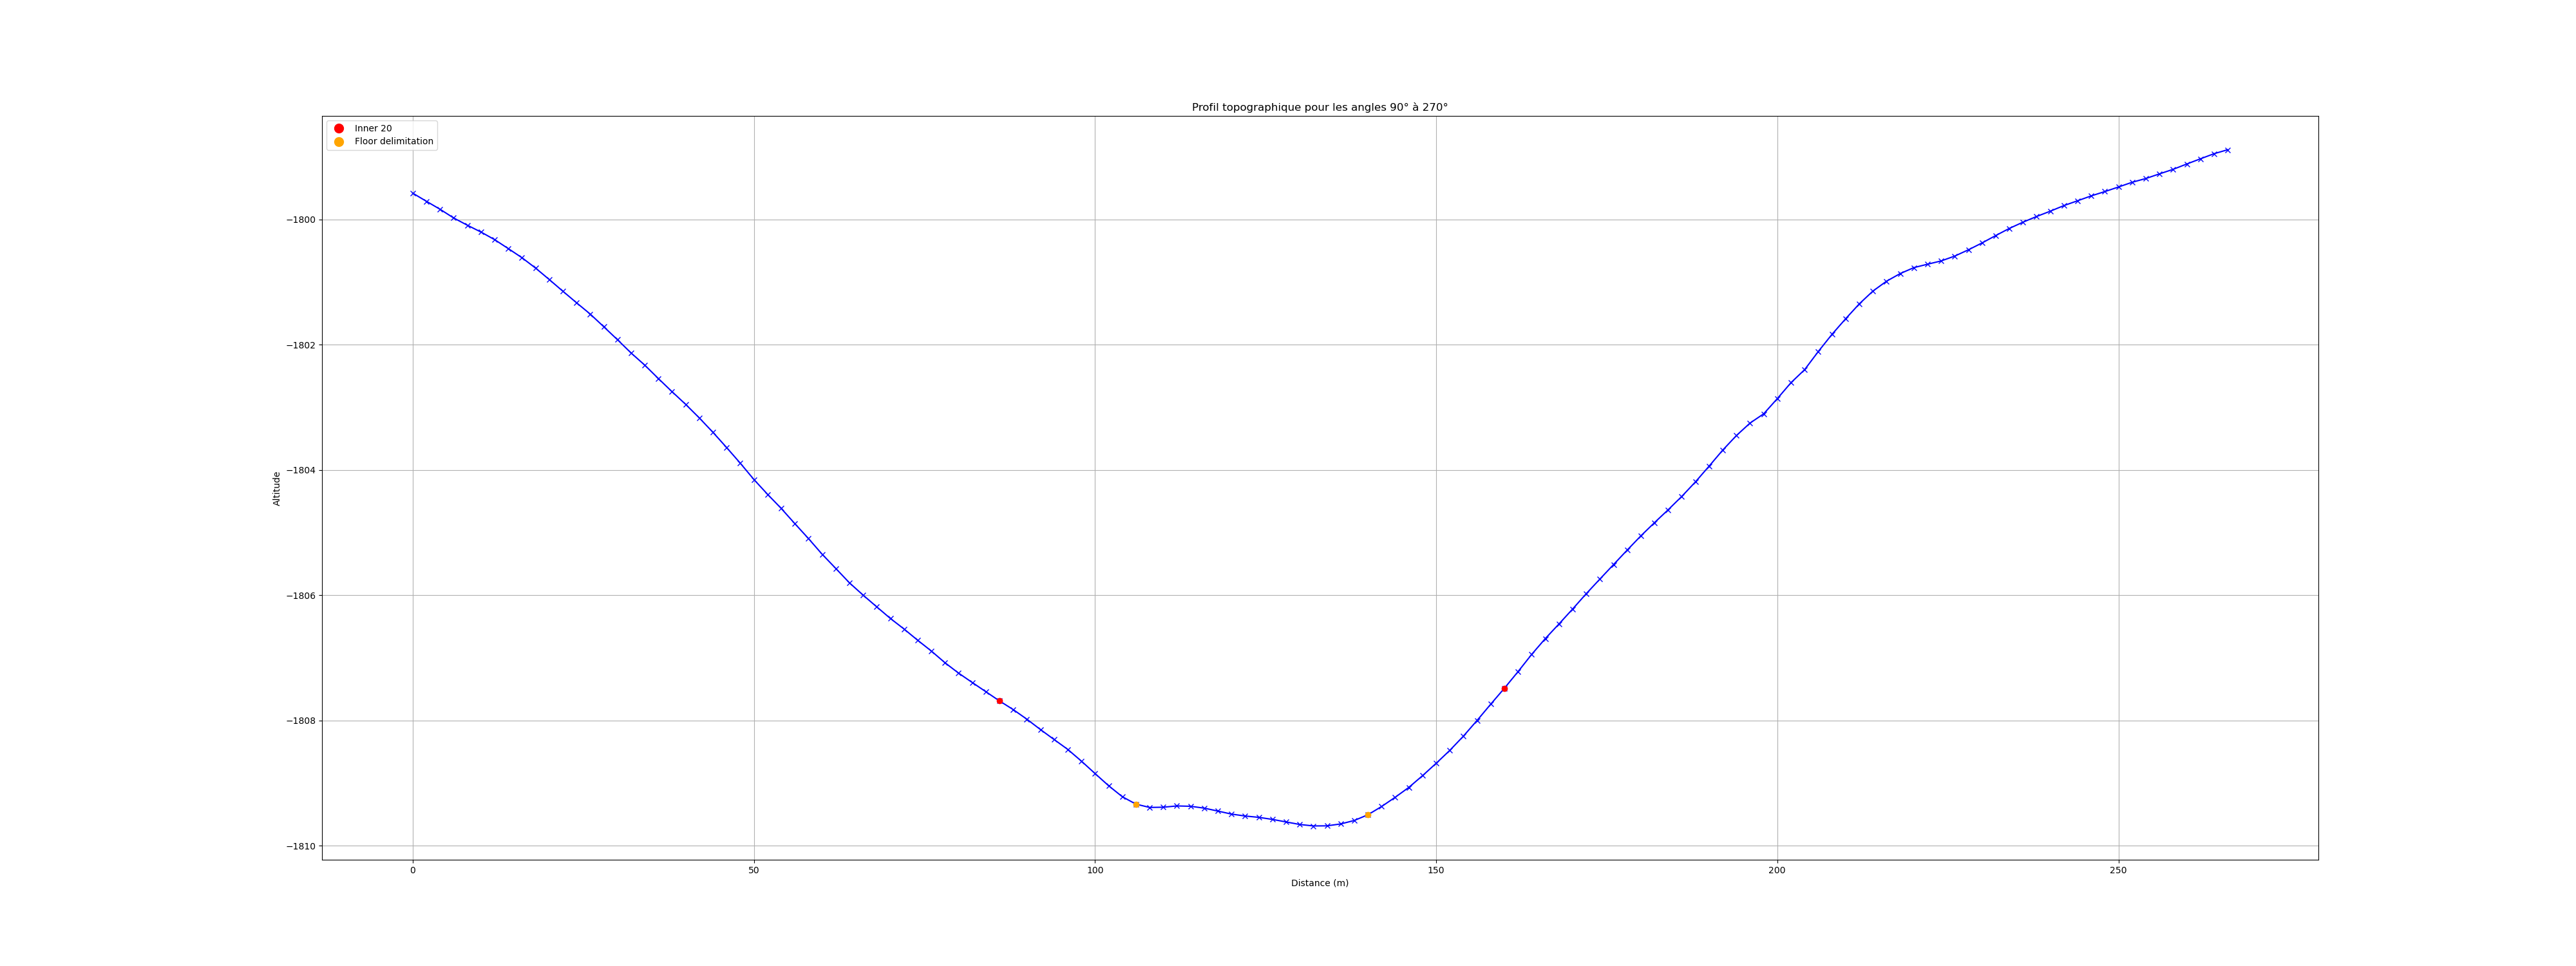 Profil topographique pour les angles 90° à 270°
Inner 20
Floor delimitation
Altitude
−1800
−1802
−1804
−1806
−1808
−1810
0 50 100 150 200 250
Distance (m)